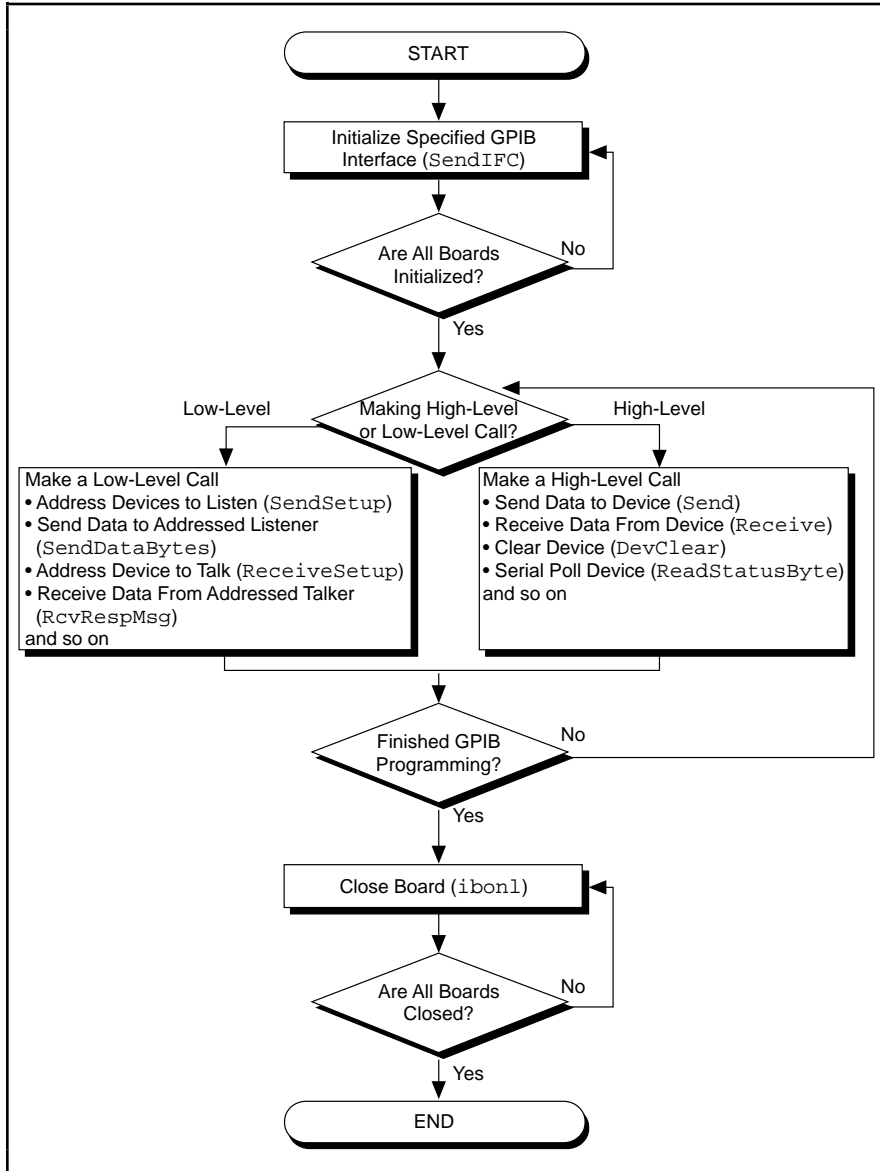 START
Initialize Specified GPIB
Interface (SendIFC)
Are All Boards
Initialized?
No
Yes
Making High-Level
or Low-Level Call?
Low-Level
High-Level
Make a Low-Level Call
• Address Devices to Listen (SendSetup)
• Send Data to Addressed Listener
(SendDataBytes)
• Address Device to Talk (ReceiveSetup)
• Receive Data From Addressed Talker
(RcvRespMsg)
and so on
Make a High-Level Call
• Send Data to Device (Send)
• Receive Data From Device (Receive)
• Clear Device (DevClear)
• Serial Poll Device (ReadStatusByte)
and so on
Finished GPIB
Programming?
No
Yes
Close Board (ibonl)
Are All Boards
Closed?
No
Yes
END